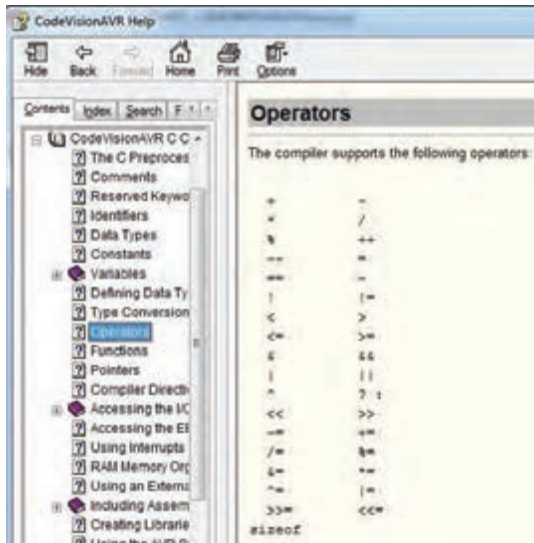 CodeVisionAVR Help
Hide Back Forward Home Print Options
Contents Index Search F
CodeVisionAVR C C
The C Preproces
Comments
Reserved Keywo
Identifiers
Data Types
Constants
Variables
Defining Data Ty
Type Conversion
Operators
Functions
Pointers
Compiler Directi
Accessing the I/O
Accessing the EE
Using Interrupts
RAM Memory Org
Using an Externa
Including Assem
Creating Librarie
Operators
The compiler supports the following operators:
+ -
* /
% ++
-- =
== ~
! !=
< >
<= >=
& &&
| ||
^ ? :
<< >>
-= +=
/= %=
&= *=
^= |=
>>= <<=
sizeof